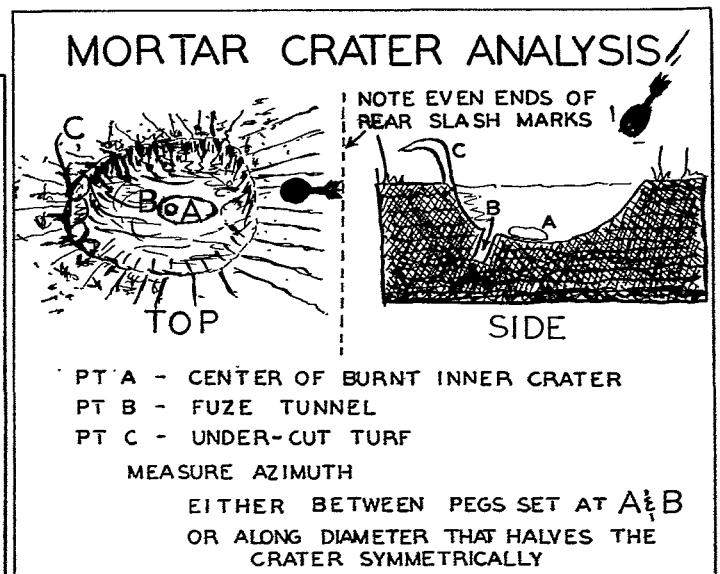 MORTAR CRATER ANALYSIS
NOTE EVEN ENDS OF
REAR SLASH MARKS
C
B A
C
B
A
TOP
SIDE
PT A - CENTER OF BURNT INNER CRATER
PT B - FUZE TUNNEL
PT C - UNDER-CUT TURF
MEASURE AZIMUTH
EITHER BETWEEN PEGS SET AT A & B
OR ALONG DIAMETER THAT HALVES THE
CRATER SYMMETRICALLY